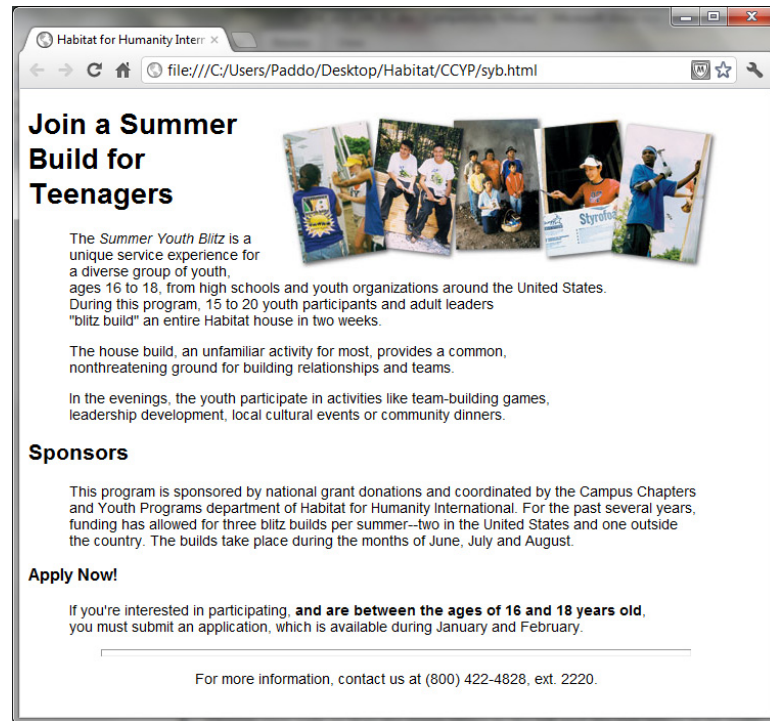 Habitat for Humanity Intern
file:///C:/Users/Paddo/Desktop/Habitat/CCYP/syb.html
Join a Summer
Build for
Teenagers
Styrofoa
The Summer Youth Blitz is a
unique service experience for
a diverse group of youth,
ages 16 to 18, from high schools and youth organizations around the United States.
During this program, 15 to 20 youth participants and adult leaders
"blitz build" an entire Habitat house in two weeks.
The house build, an unfamiliar activity for most, provides a common,
nonthreatening ground for building relationships and teams.
In the evenings, the youth participate in activities like team-building games,
leadership development, local cultural events or community dinners.
Sponsors
This program is sponsored by national grant donations and coordinated by the Campus Chapters
and Youth Programs department of Habitat for Humanity International. For the past several years,
funding has allowed for three blitz builds per summer--two in the United States and one outside
the country. The builds take place during the months of June, July and August.
Apply Now!
If you're interested in participating, and are between the ages of 16 and 18 years old,
you must submit an application, which is available during January and February.
For more information, contact us at (800) 422-4828, ext. 2220.